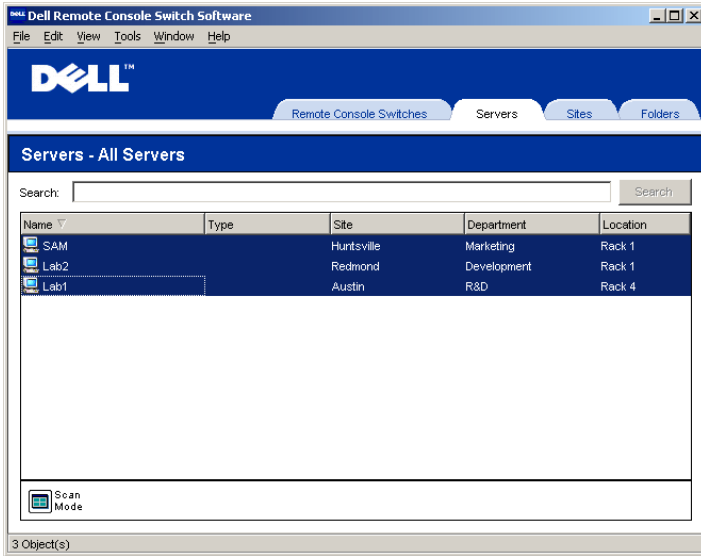 DELL Dell Remote Console Switch Software
File Edit View Tools Window Help
DELL™
Remote Console Switches Servers Sites Folders
Servers - All Servers
Search: Search
Name Type Site Department Location
SAM Huntsville Marketing Rack 1
Lab2 Redmond Development Rack 1
Lab1 Austin R&D Rack 4
Scan
Mode
3 Object(s)